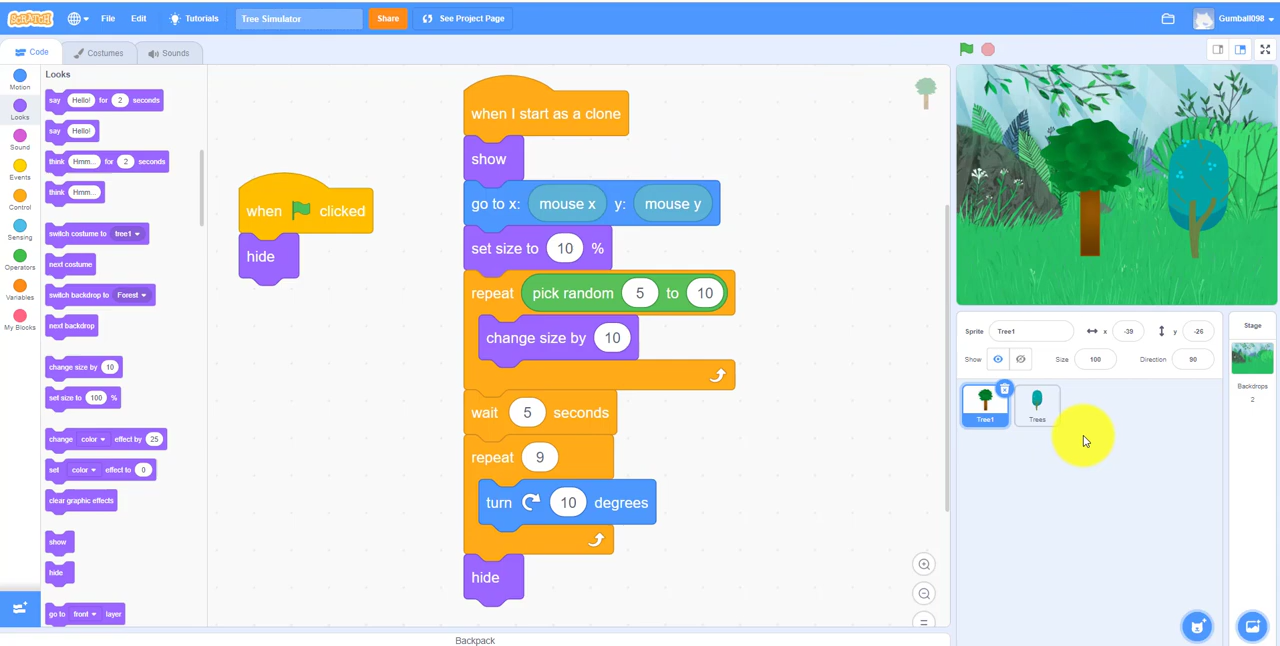 SCRATCH File Edit Tutorials Tree Simulator Share See Project Page Gumball098
Code Costumes Sounds
Motion
Looks
Sound
Events
Control
Sensing
Operators
Variables
My Blocks
Looks
say Hello! for 2 seconds
say Hello!
think Hmm... for 2 seconds
think Hmm...
switch costume to tree1
next costume
switch backdrop to Forest
next backdrop
change size by 10
set size to 100 %
change color effect by 25
set color effect to 0
clear graphic effects
show
hide
go to front layer
when clicked
hide
when I start as a clone
show
go to x: mouse x y: mouse y
set size to 10 %
repeat pick random 5 to 10
change size by 10
wait 5 seconds
repeat 9
turn 10 degrees
hide
Backpack
Sprite Tree1 x -39 y -26
Show Size 100 Direction 90
Tree1 Trees
Stage
Backdrops
2